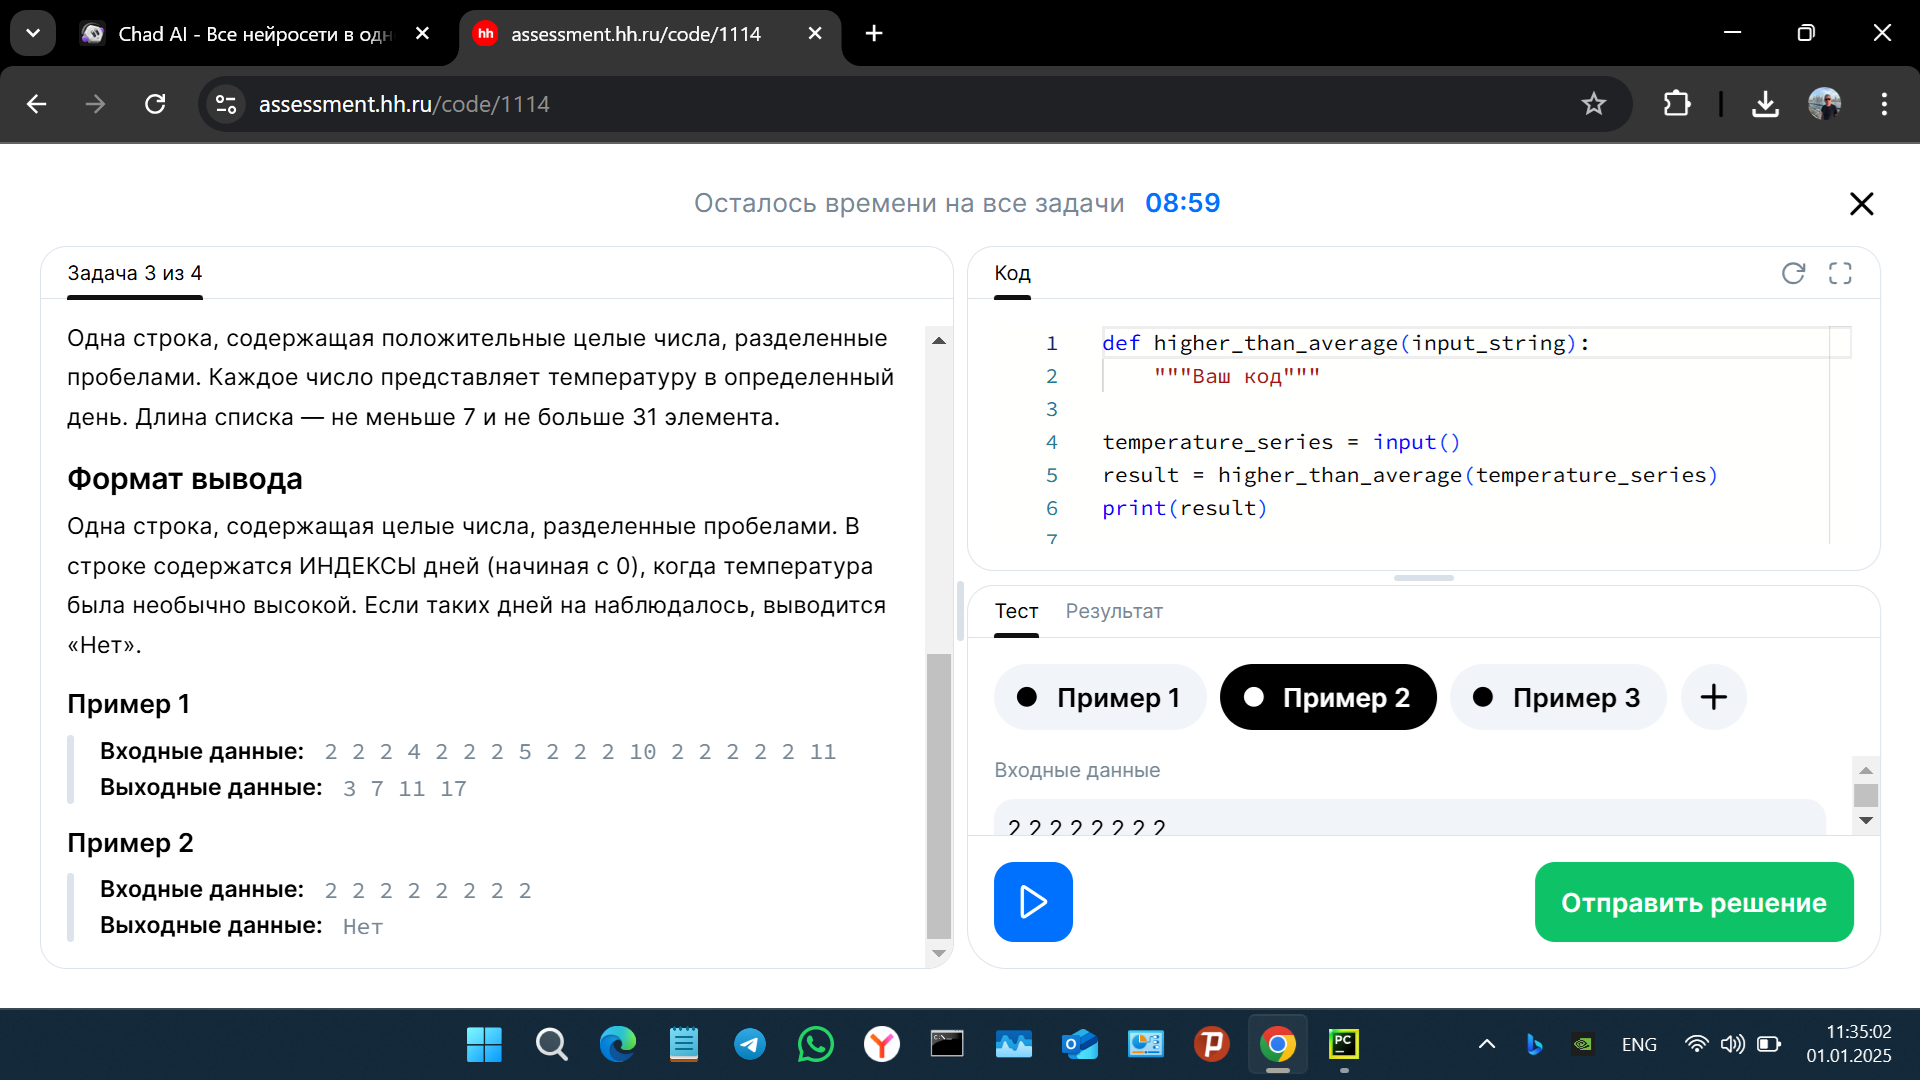 Chad AI - Все нейросети в одн
assessment.hh.ru/code/1114
assessment.hh.ru/code/1114
Осталось времени на все задачи 08:59
Задача 3 из 4
Одна строка, содержащая положительные целые числа, разделенные
пробелами. Каждое число представляет температуру в определенный
день. Длина списка — не меньше 7 и не больше 31 элемента.
Формат вывода
Одна строка, содержащая целые числа, разделенные пробелами. В
строке содержатся ИНДЕКСЫ дней (начиная с 0), когда температура
была необычно высокой. Если таких дней на наблюдалось, выводится
«Нет».
Пример 1
Входные данные: 2 2 2 4 2 2 2 5 2 2 2 10 2 2 2 2 2 11
Выходные данные: 3 7 11 17
Пример 2
Входные данные: 2 2 2 2 2 2 2 2
Выходные данные: Нет
Код
1 def higher_than_average(input_string):
2 """Ваш код"""
3
4 temperature_series = input()
5 result = higher_than_average(temperature_series)
6 print(result)
7
Тест Результат
Пример 1 Пример 2 Пример 3
Входные данные
2 2 2 2 2 2 2 2
Отправить решение
hh
PC
ENG
11:35:02
01.01.2025